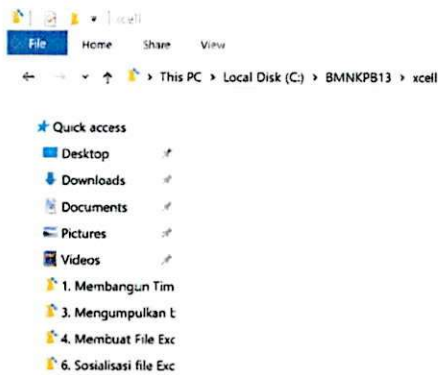 xcell
File Home Share View
This PC > Local Disk (C:) > BMNKPB13 > xcell
Quick access
Desktop
Downloads
Documents
Pictures
Videos
1. Membangun Tim
3. Mengumpulkan b
4. Membuat File Exc
6. Sosialisasi file Exc